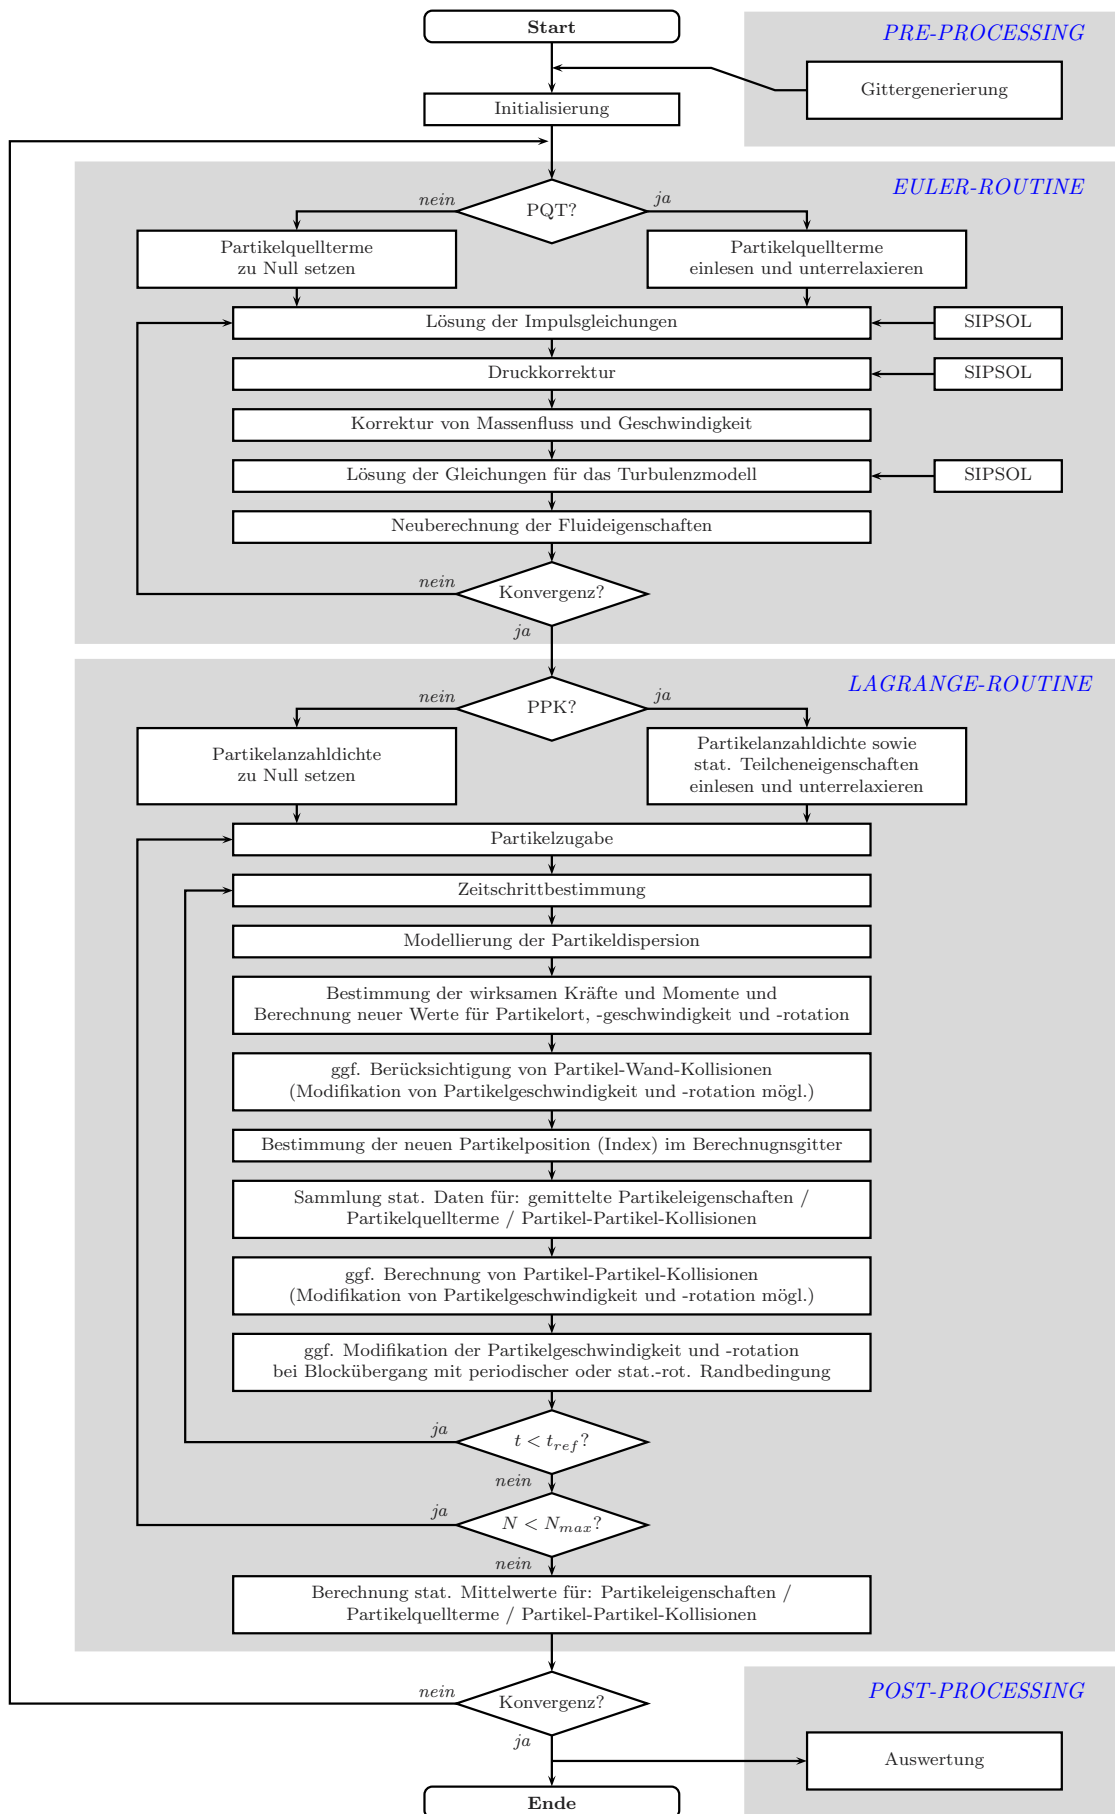 Start
PRE-PROCESSING
Gittergenerierung
Initialisierung
EULER-ROUTINE
nein
PQT?
ja
Partikelquellterme
zu Null setzen
Partikelquellterme
einlesen und unterrelaxieren
Lösung der Impulsgleichungen
SIPSOL
Druckkorrektur
SIPSOL
Korrektur von Massenfluss und Geschwindigkeit
Lösung der Gleichungen für das Turbulenzmodell
SIPSOL
Neuberechnung der Fluideigenschaften
nein
Konvergenz?
ja
LAGRANGE-ROUTINE
nein
PPK?
ja
Partikelanzahldichte
zu Null setzen
Partikelanzahldichte sowie
stat. Teilcheneigenschaften
einlesen und unterrelaxieren
Partikelzugabe
Zeitschrittbestimmung
Modellierung der Partikeldispersion
Bestimmung der wirksamen Kräfte und Momente und
Berechnung neuer Werte für Partikelort, -geschwindigkeit und -rotation
ggf. Berücksichtigung von Partikel-Wand-Kollisionen
(Modifikation von Partikelgeschwindigkeit und -rotation mögl.)
Bestimmung der neuen Partikelposition (Index) im Berechnugnsgitter
Sammlung stat. Daten für: gemittelte Partikeleigenschaften /
Partikelquellterme / Partikel-Partikel-Kollisionen
ggf. Berechnung von Partikel-Partikel-Kollisionen
(Modifikation von Partikelgeschwindigkeit und -rotation mögl.)
ggf. Modifikation der Partikelgeschwindigkeit und -rotation
bei Blockübergang mit periodischer oder stat.-rot. Randbedingung
ja
t < t_ref?
nein
ja
N < N_max?
nein
Berechnung stat. Mittelwerte für: Partikeleigenschaften /
Partikelquellterme / Partikel-Partikel-Kollisionen
nein
Konvergenz?
ja
POST-PROCESSING
Auswertung
Ende